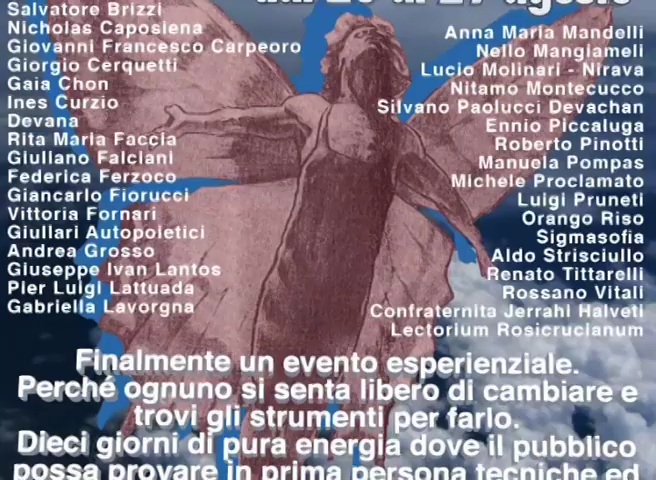 dal 18 al 27 agosto
Salvatore Brizzi
Nicholas Caposiena
Giovanni Francesco Carpeoro
Giorgio Cerquetti
Gaia Chon
Ines Curzio
Devana
Rita Maria Faccia
Giuliano Falciani
Federica Ferzoco
Giancarlo Fiorucci
Vittoria Fornari
Giullari Autopoietici
Andrea Grosso
Giuseppe Ivan Lantos
Pier Luigi Lattuada
Gabriella Lavorgna
Anna Maria Mandelli
Nello Mangiameli
Lucio Molinari - Nirava
Nitamo Montecucco
Silvano Paolucci Devachan
Ennio Piccaluga
Roberto Pinotti
Manuela Pompas
Michele Proclamato
Luigi Pruneti
Orango Riso
Sigmasofia
Aldo Strisciullo
Renato Tittarelli
Rossano Vitali
Confraternita Jerrahi Halveti
Lectorium Rosicrucianum
Finalmente un evento esperienziale.
Perché ognuno si senta libero di cambiare e
trovi gli strumenti per farlo.
Dieci giorni di pura energia dove il pubblico
possa provare in prima persona tecniche ed